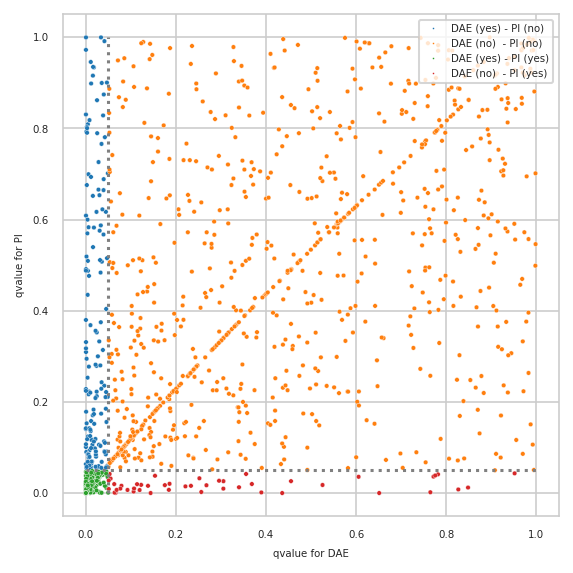 DAE (yes) - PI (no)
DAE (no) - PI (no)
DAE (yes) - PI (yes)
DAE (no) - PI (yes)
1.0
0.8
0.6
0.4
0.2
0.0
qvalue for PI
0.0 0.2 0.4 0.6 0.8 1.0
qvalue for DAE